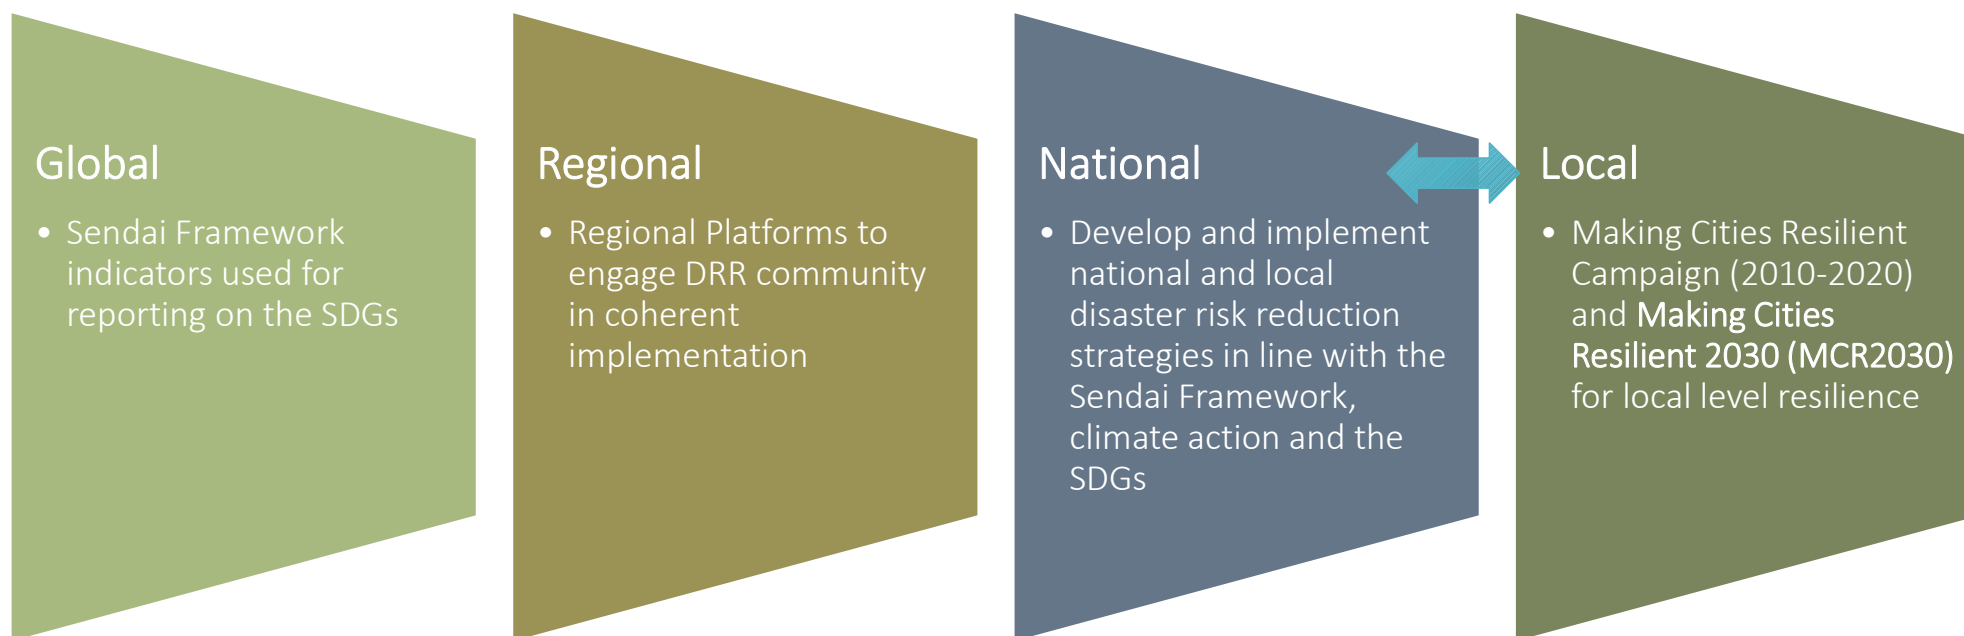 Global
• Sendai Framework
indicators used for
reporting on the SDGs
Regional
• Regional Platforms to
engage DRR community
in coherent
implementation
National
• Develop and implement
national and local
disaster risk reduction
strategies in line with the
Sendai Framework,
climate action and the
SDGs
Local
• Making Cities Resilient
Campaign (2010-2020)
and Making Cities
Resilient 2030 (MCR2030)
for local level resilience